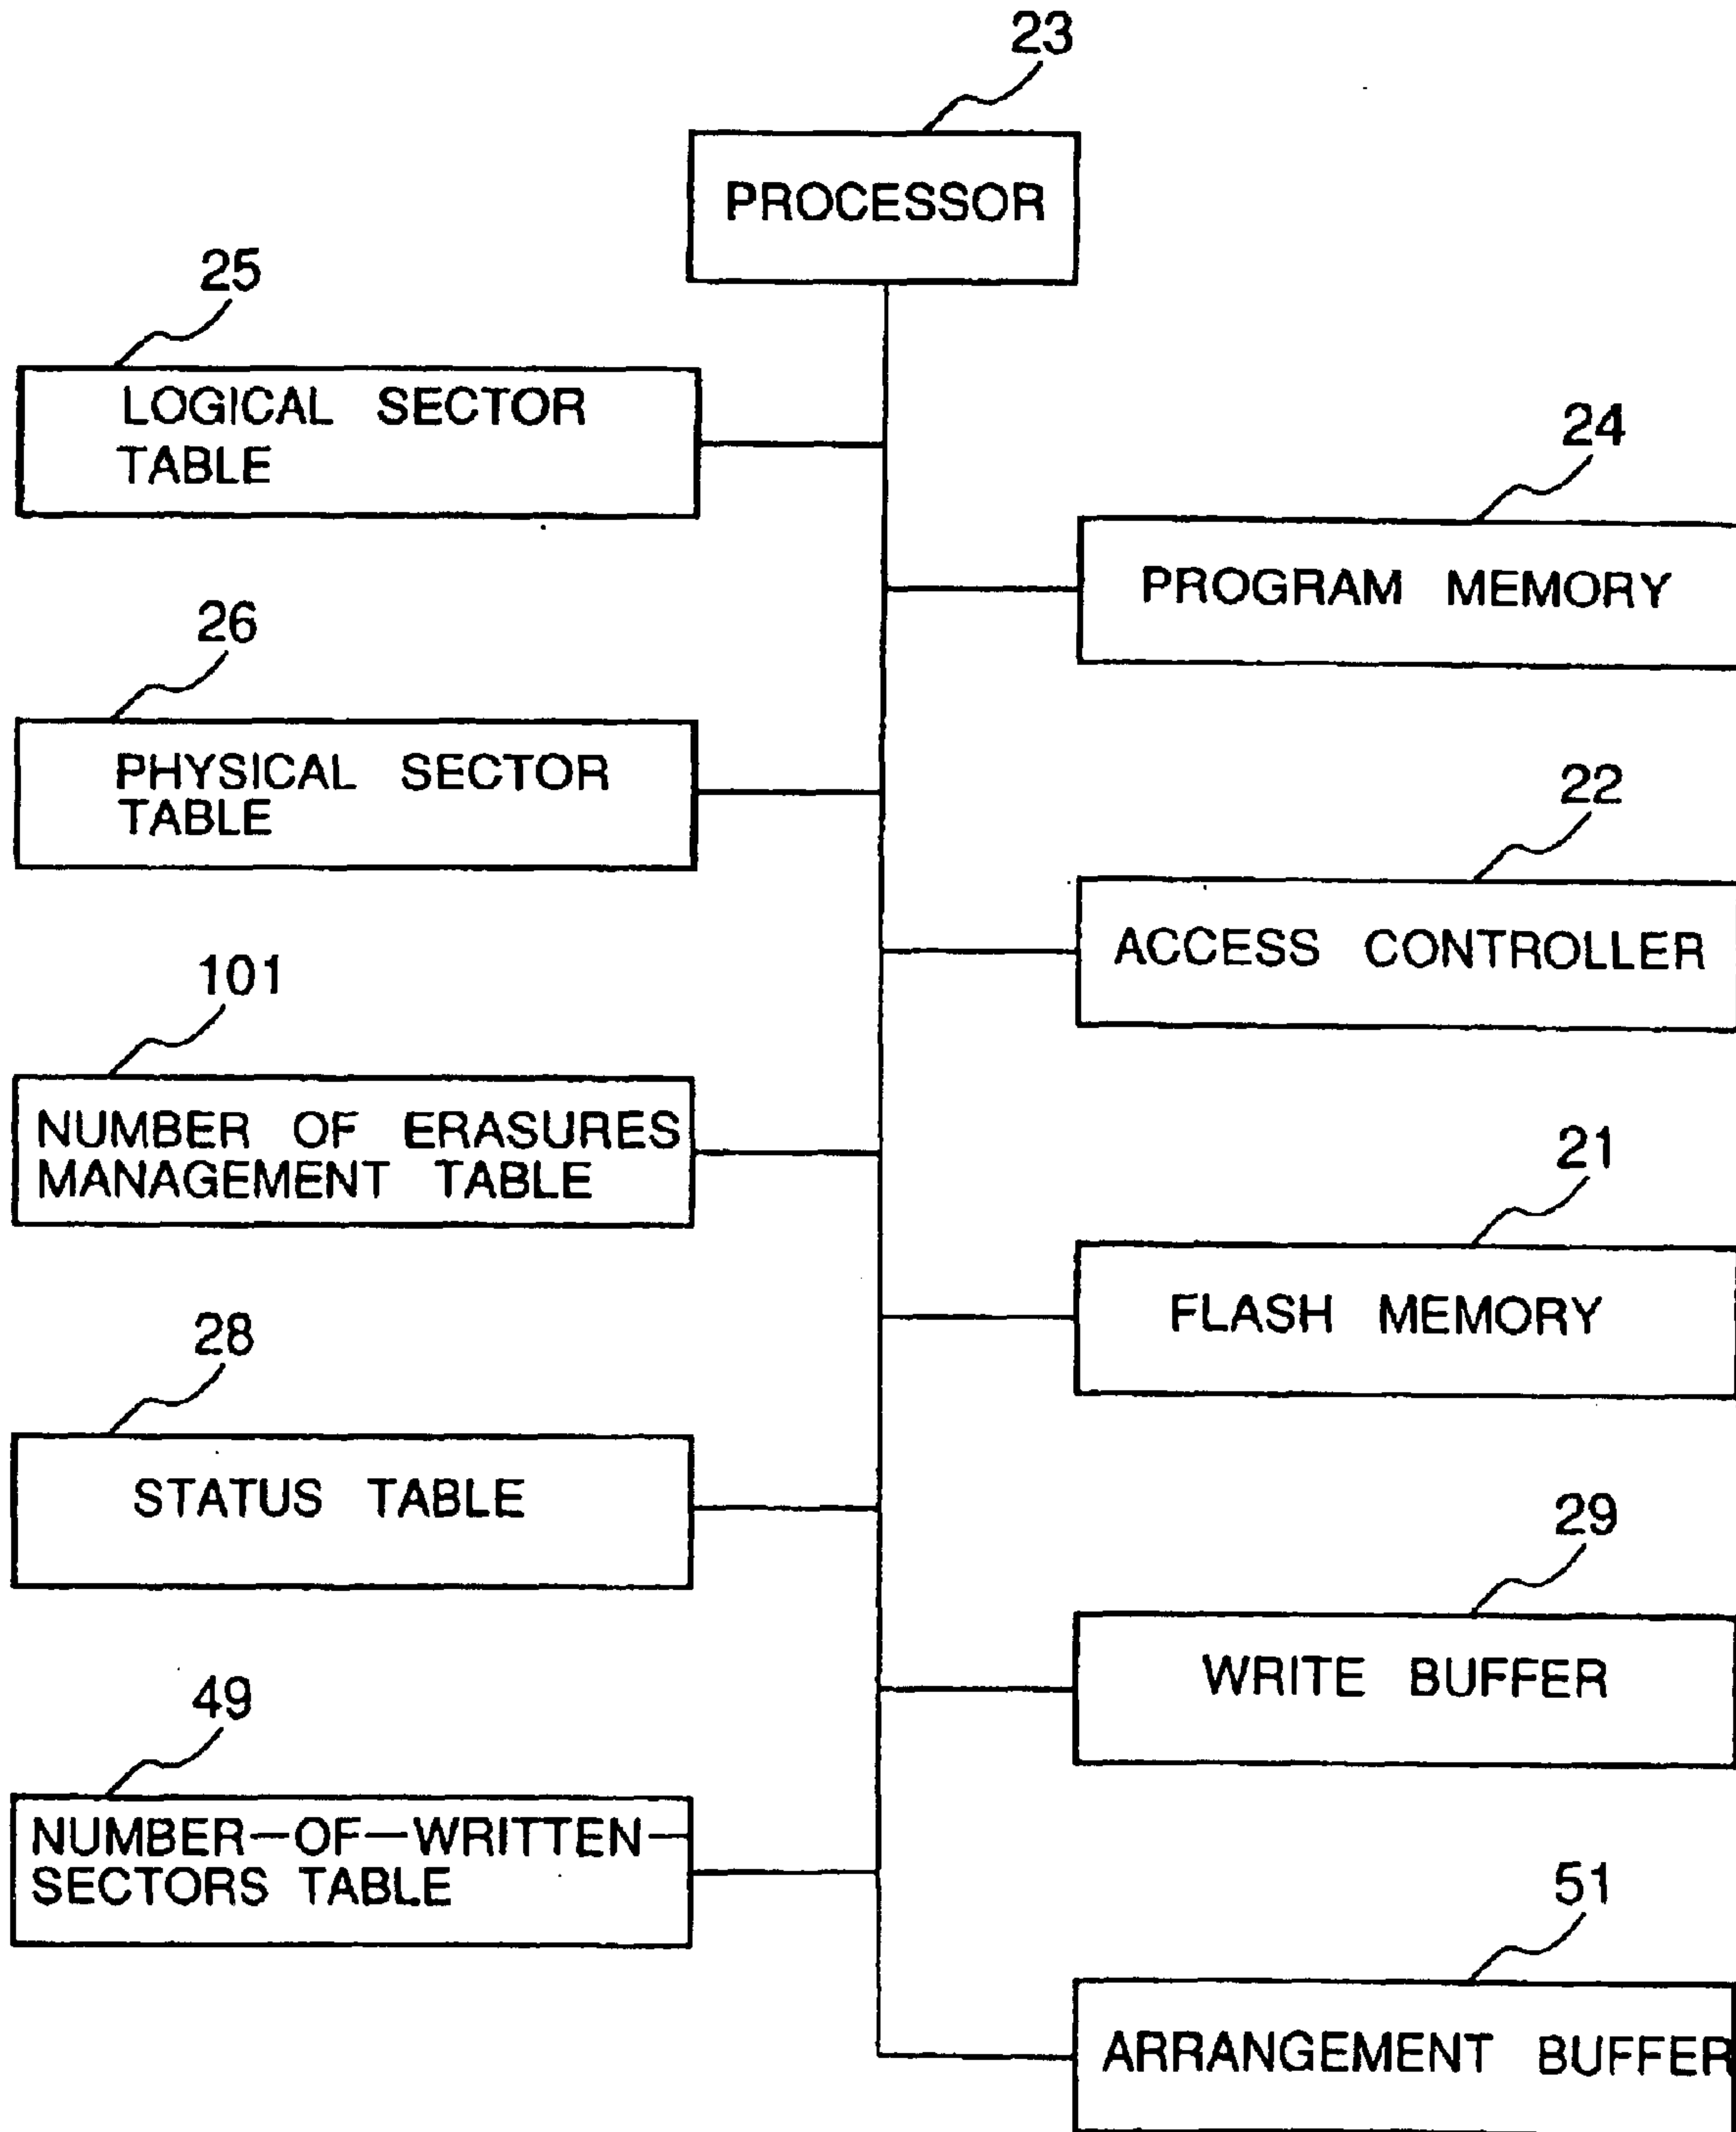 23
PROCESSOR
25
LOGICAL SECTOR
TABLE
24
PROGRAM MEMORY
26
PHYSICAL SECTOR
TABLE
22
ACCESS CONTROLLER
101
NUMBER OF ERASURES
MANAGEMENT TABLE
21
FLASH MEMORY
28
STATUS TABLE
29
WRITE BUFFER
49
NUMBER-OF-WRITTEN-
SECTORS TABLE
51
ARRANGEMENT BUFFER